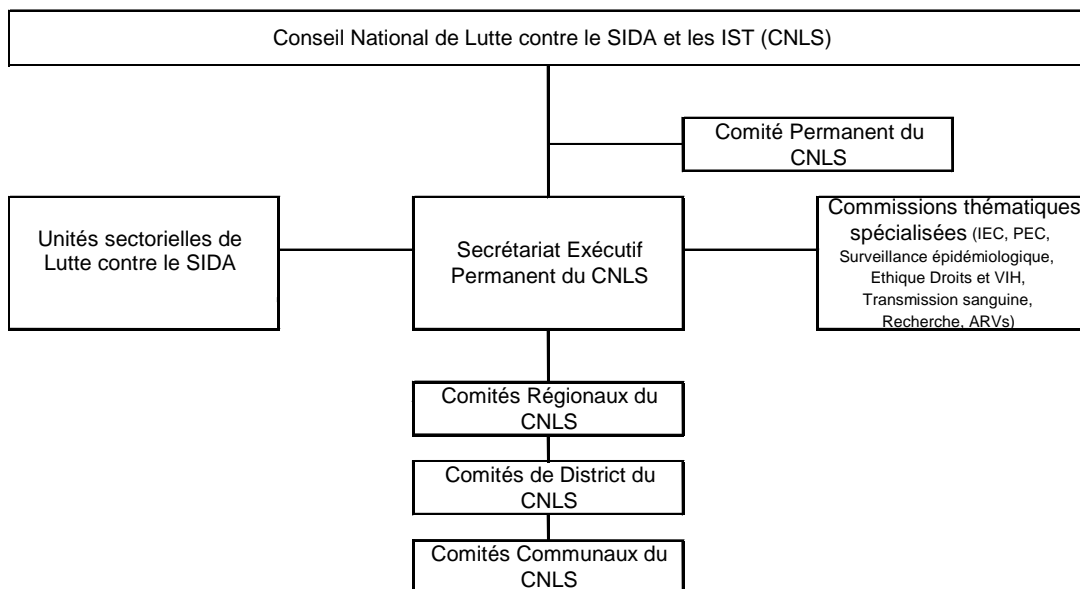 Conseil National de Lutte contre le SIDA et les IST (CNLS)
Comité Permanent du
CNLS
Unités sectorielles de
Lutte contre le SIDA
Secrétariat Exécutif
Permanent du CNLS
Commissions thématiques
spécialisées (IEC, PEC,
Surveillance épidémiologique,
Ethique Droits et VIH,
Transmission sanguine,
Recherche, ARVs)
Comités Régionaux du
CNLS
Comités de District du
CNLS
Comités Communaux du
CNLS